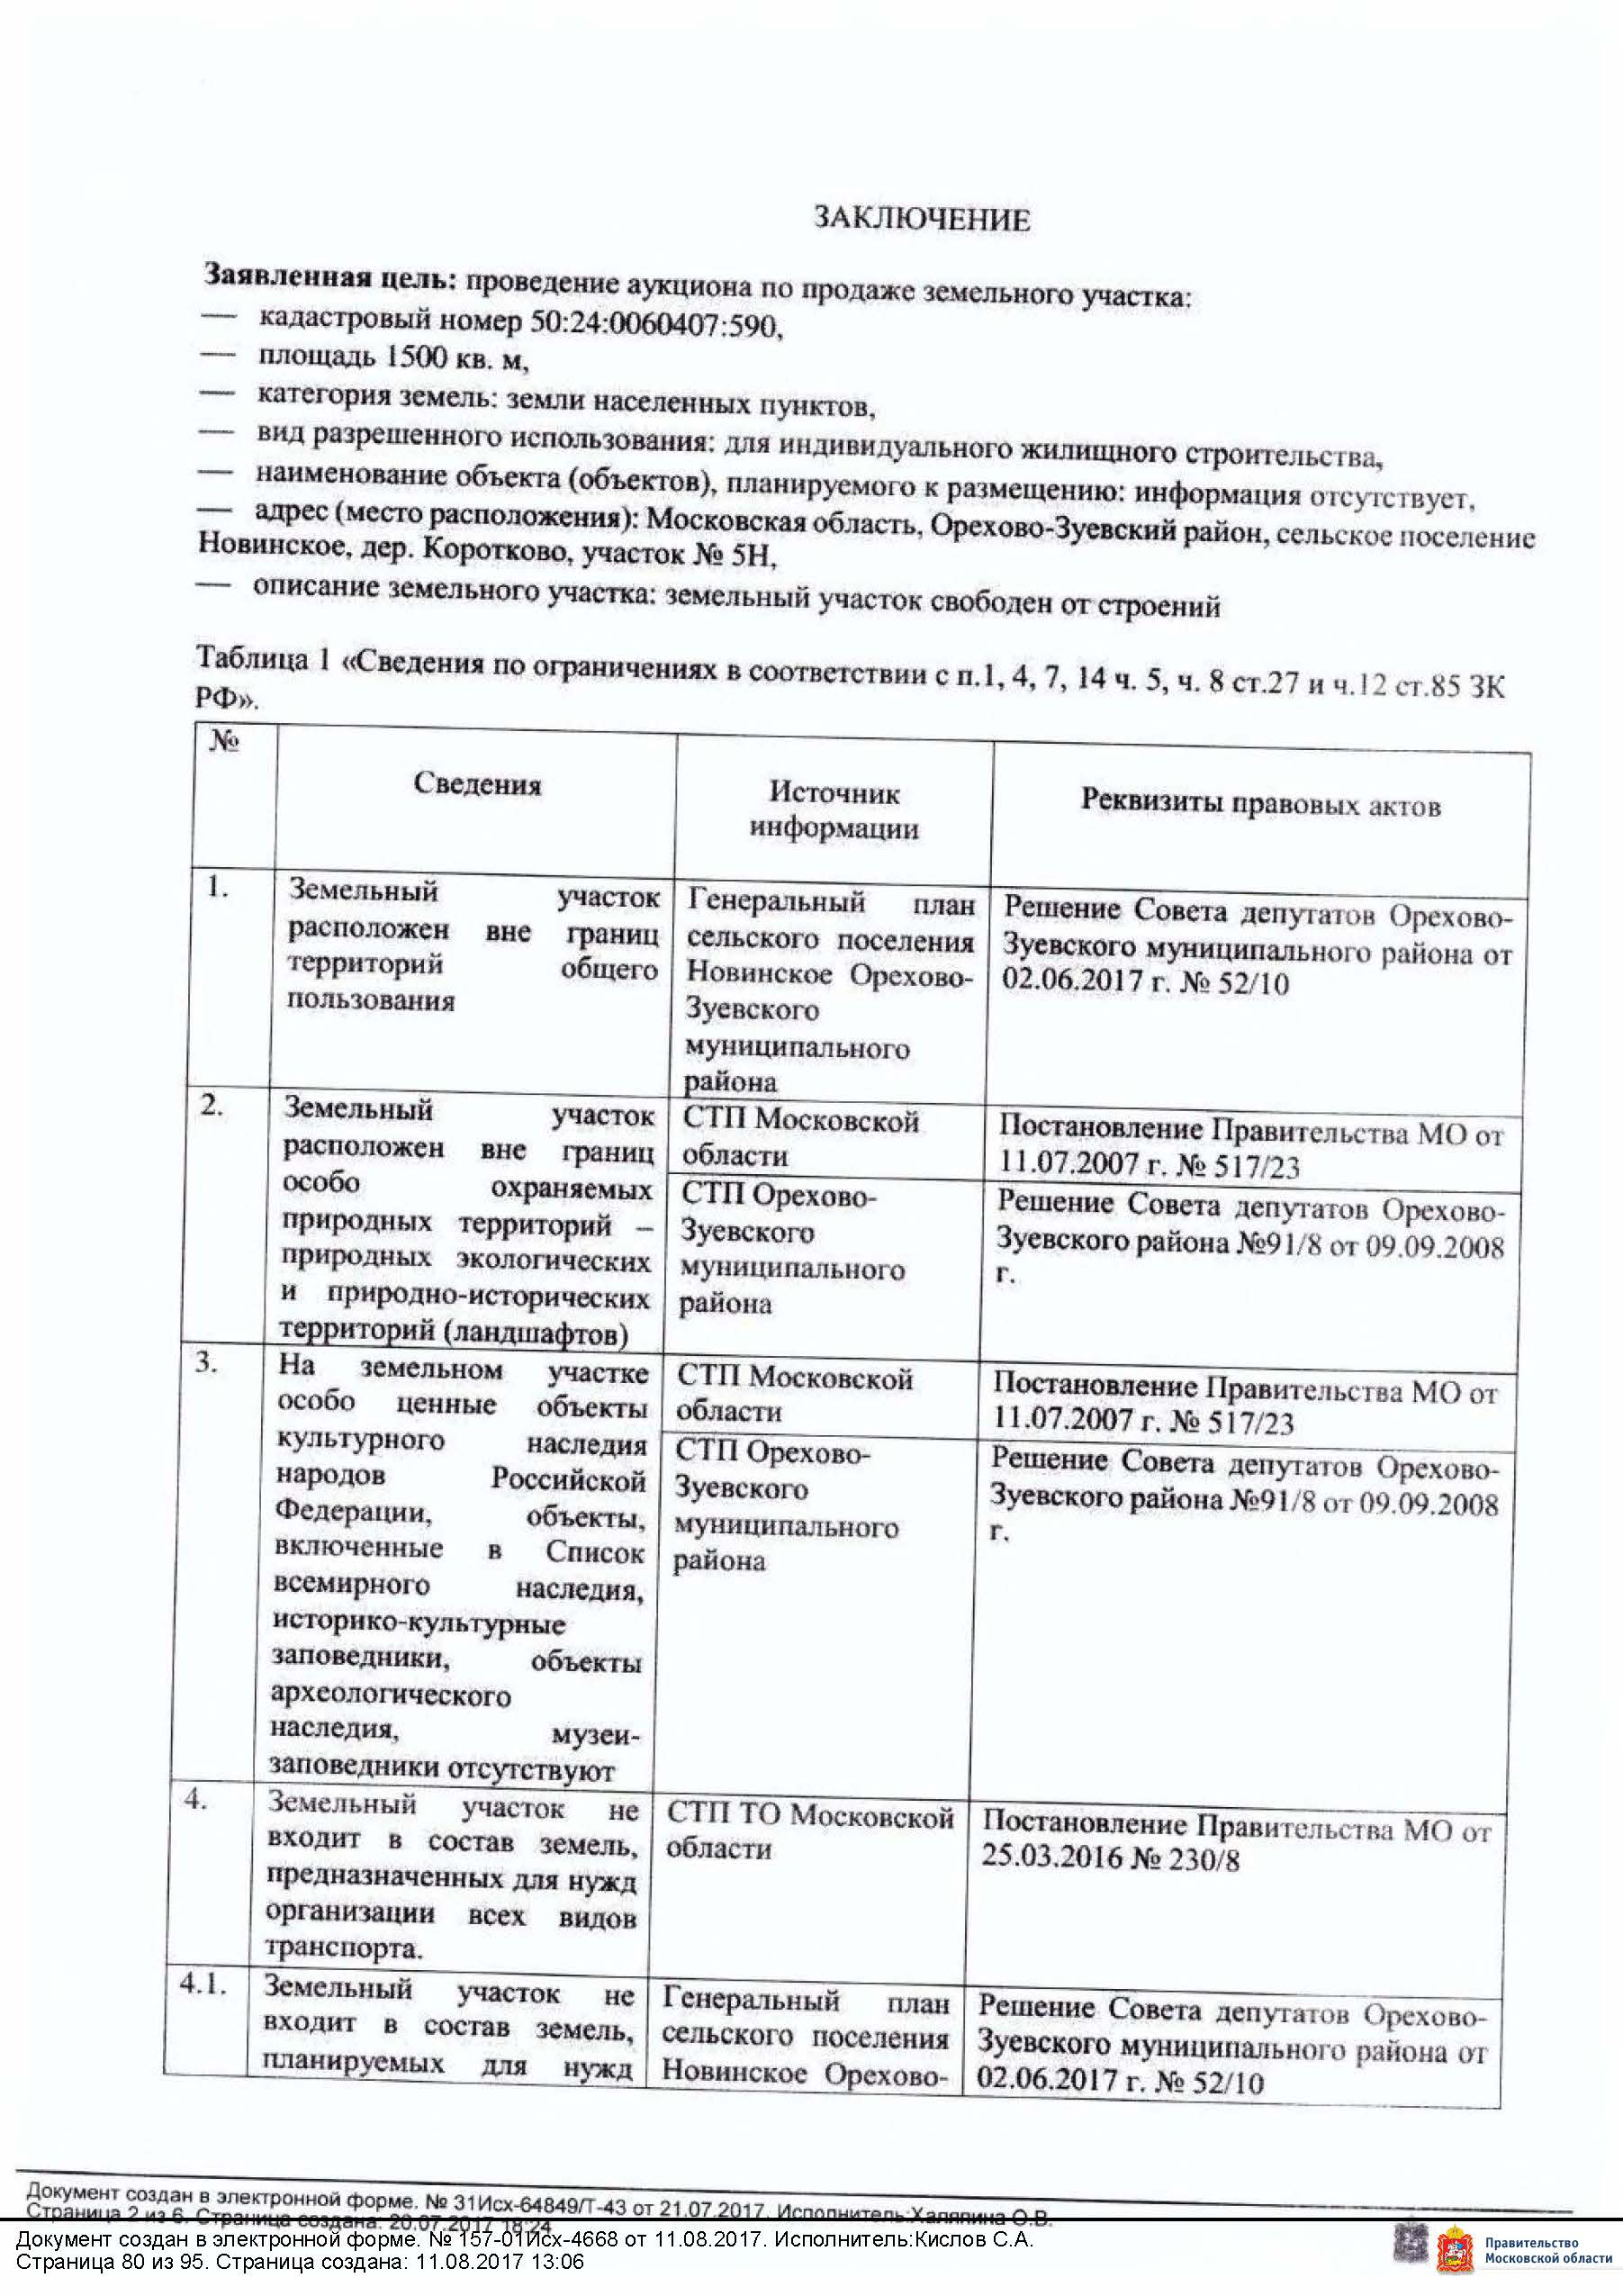 ЗАКЛЮЧЕНИЕ
Заявленная цель: проведение аукциона по продаже земельного участка:
— кадастровый номер 50:24:0060407:590,
— площадь 1500 кв. м,
— категория земель: земли населенных пунктов,
— вид разрешенного использования: для индивидуального жилищного строительства,
— наименование объекта (объектов), планируемого к размещению: информация отсутствует,
— адрес (место расположения): Московская область, Орехово-Зуевский район, сельское поселение
Новинское, дер. Коротково, участок № 5Н,
— описание земельного участка: земельный участок свободен от строений
Таблица 1 «Сведения по ограничениях в соответствии с п.1, 4, 7, 14 ч. 5, ч. 8 ст.27 и ч.12 ст.85 ЗК
РФ».
№
Сведения
Источник
информации
Реквизиты правовых актов
1.
Земельный участок
расположен вне границ
территорий общего
пользования
Генеральный план
сельского поселения
Новинское Орехово-
Зуевского
муниципального
района
Решение Совета депутатов Орехово-
Зуевского муниципального района от
02.06.2017 г. № 52/10
2.
Земельный участок
расположен вне границ
особо охраняемых
природных территорий –
природных экологических
и природно-исторических
территорий (ландшафтов)
СТП Московской
области
Постановление Правительства МО от
11.07.2007 г. № 517/23
СТП Орехово-
Зуевского
муниципального
района
Решение Совета депутатов Орехово-
Зуевского района №91/8 от 09.09.2008
г.
3.
На земельном участке
особо ценные объекты
культурного наследия
народов Российской
Федерации, объекты,
включенные в Список
всемирного наследия,
историко-культурные
заповедники, объекты
археологического
наследия, музеи-
заповедники отсутствуют
СТП Московской
области
Постановление Правительства МО от
11.07.2007 г. № 517/23
СТП Орехово-
Зуевского
муниципального
района
Решение Совета депутатов Орехово-
Зуевского района №91/8 от 09.09.2008
г.
4.
Земельный участок не
входит в состав земель,
предназначенных для нужд
организации всех видов
транспорта.
СТП ТО Московской
области
Постановление Правительства МО от
25.03.2016 № 230/8
4.1.
Земельный участок не
входит в состав земель,
планируемых для нужд
Генеральный план
сельского поселения
Новинское Орехово-
Решение Совета депутатов Орехово-
Зуевского муниципального района от
02.06.2017 г. № 52/10
Документ создан в электронной форме. № 31Исх-64849/Т-43 от 21.07.2017. Исполнитель:Халяпина О.В.
Страница 2 из 6. Страница создана: 20.07.2017 18:24
Документ создан в электронной форме. № 157-01Исх-4668 от 11.08.2017. Исполнитель:Кислов С.А.
Страница 80 из 95. Страница создана: 11.08.2017 13:06
Правительство
Московской области